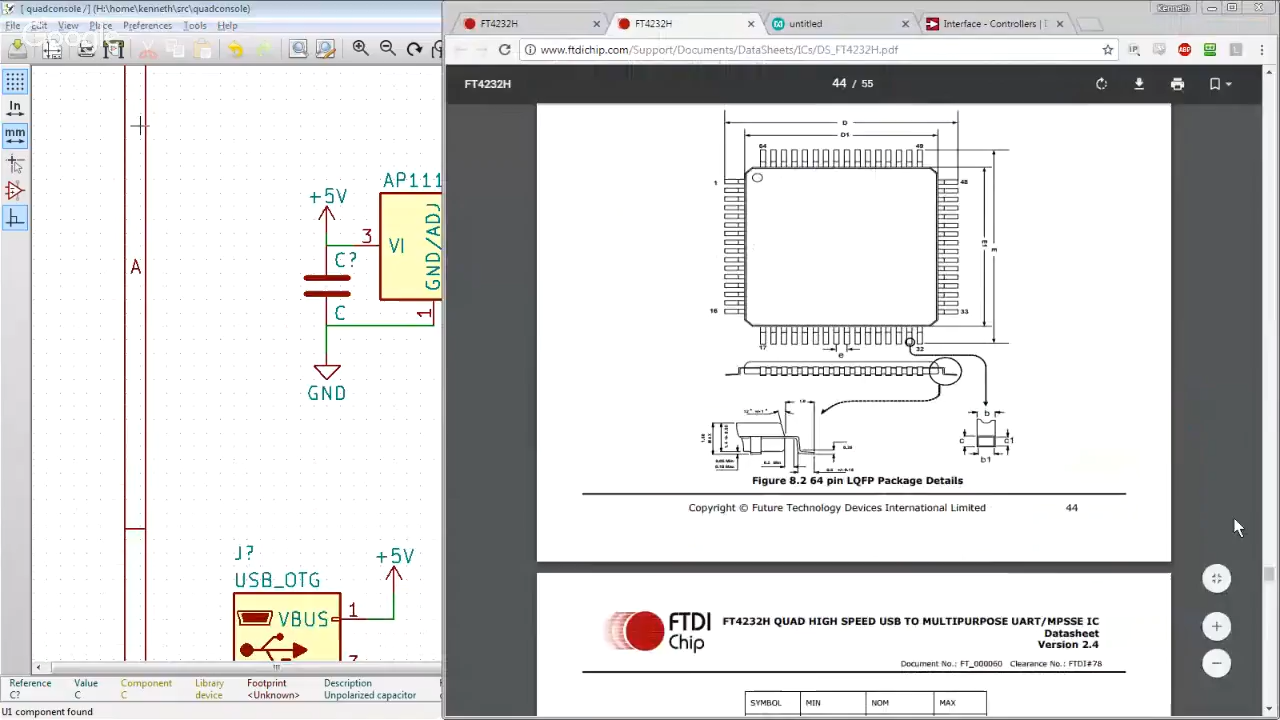 [ quadconsole/ ] (H:\home\kenneth\src\quadconsole)
File Edit View Place Preferences Tools Help
In
mm
A
+5V
AP111
3
VI
GND/ADJ
C?
C
1
GND
J?
USB_OTG
+5V
VBUS
1
Reference Value Component Library Footprint Description
C? C C device <Unknown> Unpolarized capacitor
U1 component found
Kenneth
FT4232H
FT4232H
untitled
Interface - Controllers |
www.ftdichip.com/Support/Documents/DataSheets/ICs/DS_FT4232H.pdf
ABP
FT4232H
44 / 55
D
D1
64
49
1
48
E1
E
16
33
17
32
e
b
c
c1
b1
Figure 8.2 64 pin LQFP Package Details
Copyright © Future Technology Devices International Limited 44
FTDI
Chip
FT4232H QUAD HIGH SPEED USB TO MULTIPURPOSE UART/MPSSE IC
Datasheet
Version 2.4
Document No.: FT_000060 Clearance No.: FTDI#78
SYMBOL MIN NOM MAX